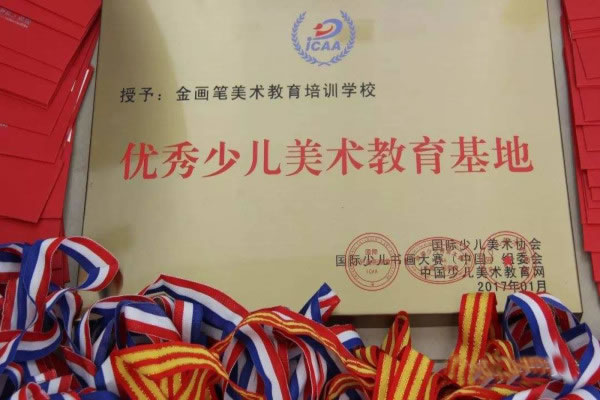 iCAA
授予：金画笔美术教育培训学校
优秀少儿美术教育基地
国际少儿美术协会
国际少儿书画大赛（中国）组委会
中国少儿美术教育网
2017年01月